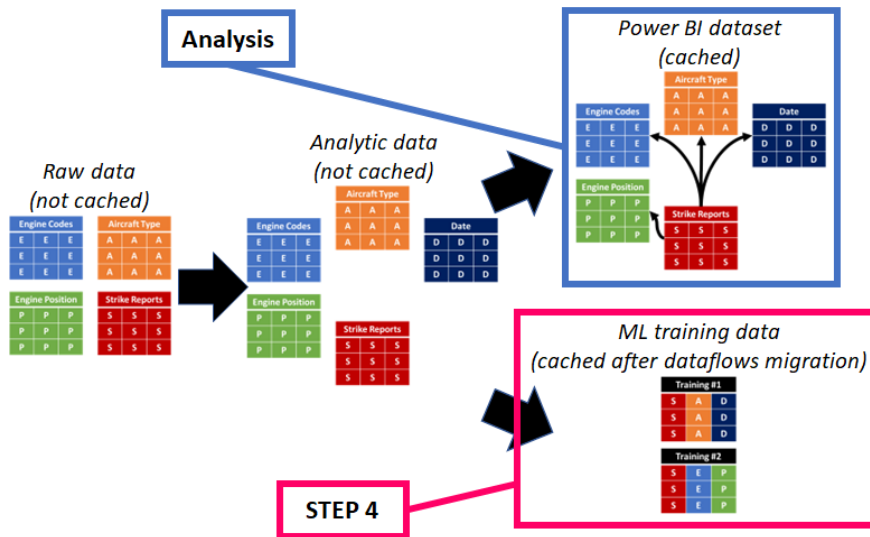 Analysis
Power BI dataset
(cached)
Aircraft Type
A A A
A A A
A A A
Engine Codes
E E E
E E E
E E E
Date
D D D
D D D
D D D
Engine Position
P P P
P P P
P P P
Strike Reports
S S S
S S S
S S S
Raw data
(not cached)
Engine Codes
E E E
E E E
E E E
Aircraft Type
A A A
A A A
A A A
Engine Position
P P P
P P P
P P P
Strike Reports
S S S
S S S
S S S
Analytic data
(not cached)
Aircraft Type
A A A
A A A
A A A
Engine Codes
E E E
E E E
E E E
Date
D D D
D D D
D D D
Engine Position
P P P
P P P
P P P
Strike Reports
S S S
S S S
S S S
ML training data
(cached after dataflows migration)
Training #1
S A D
S A D
S A D
Training #2
S E P
S E P
S E P
STEP 4